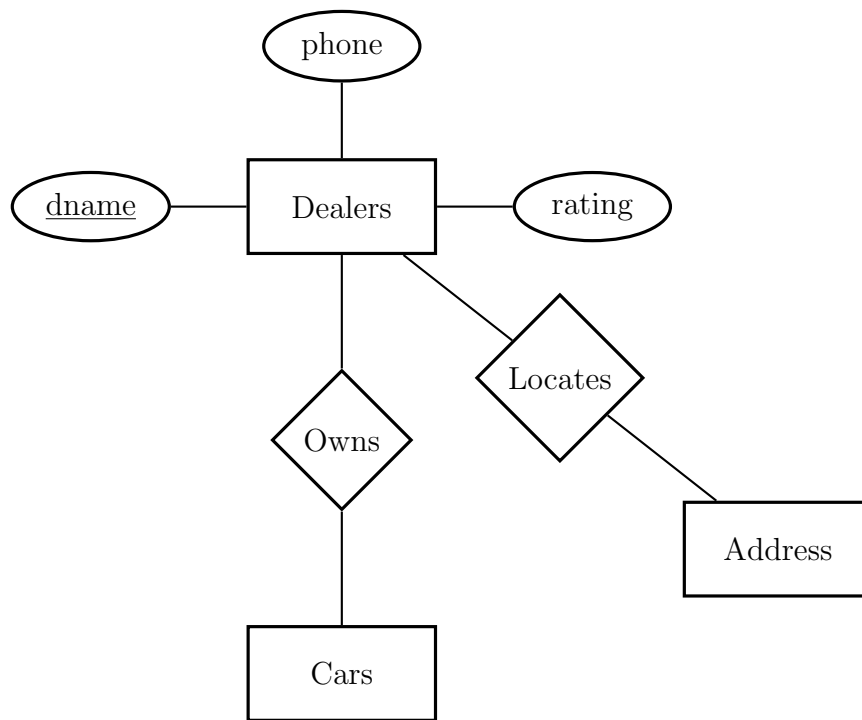 phone
dname
Dealers
rating
Locates
Owns
Address
Cars